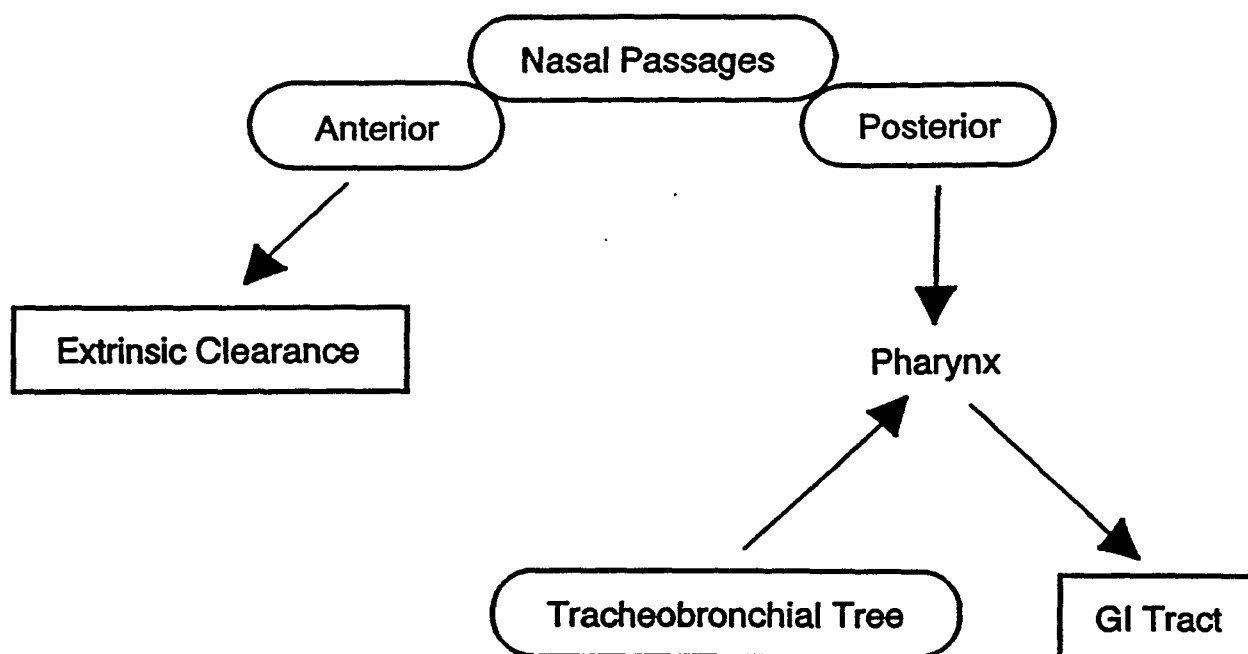 Nasal Passages
Anterior
Posterior
Extrinsic Clearance
Pharynx
Tracheobronchial Tree
GI Tract